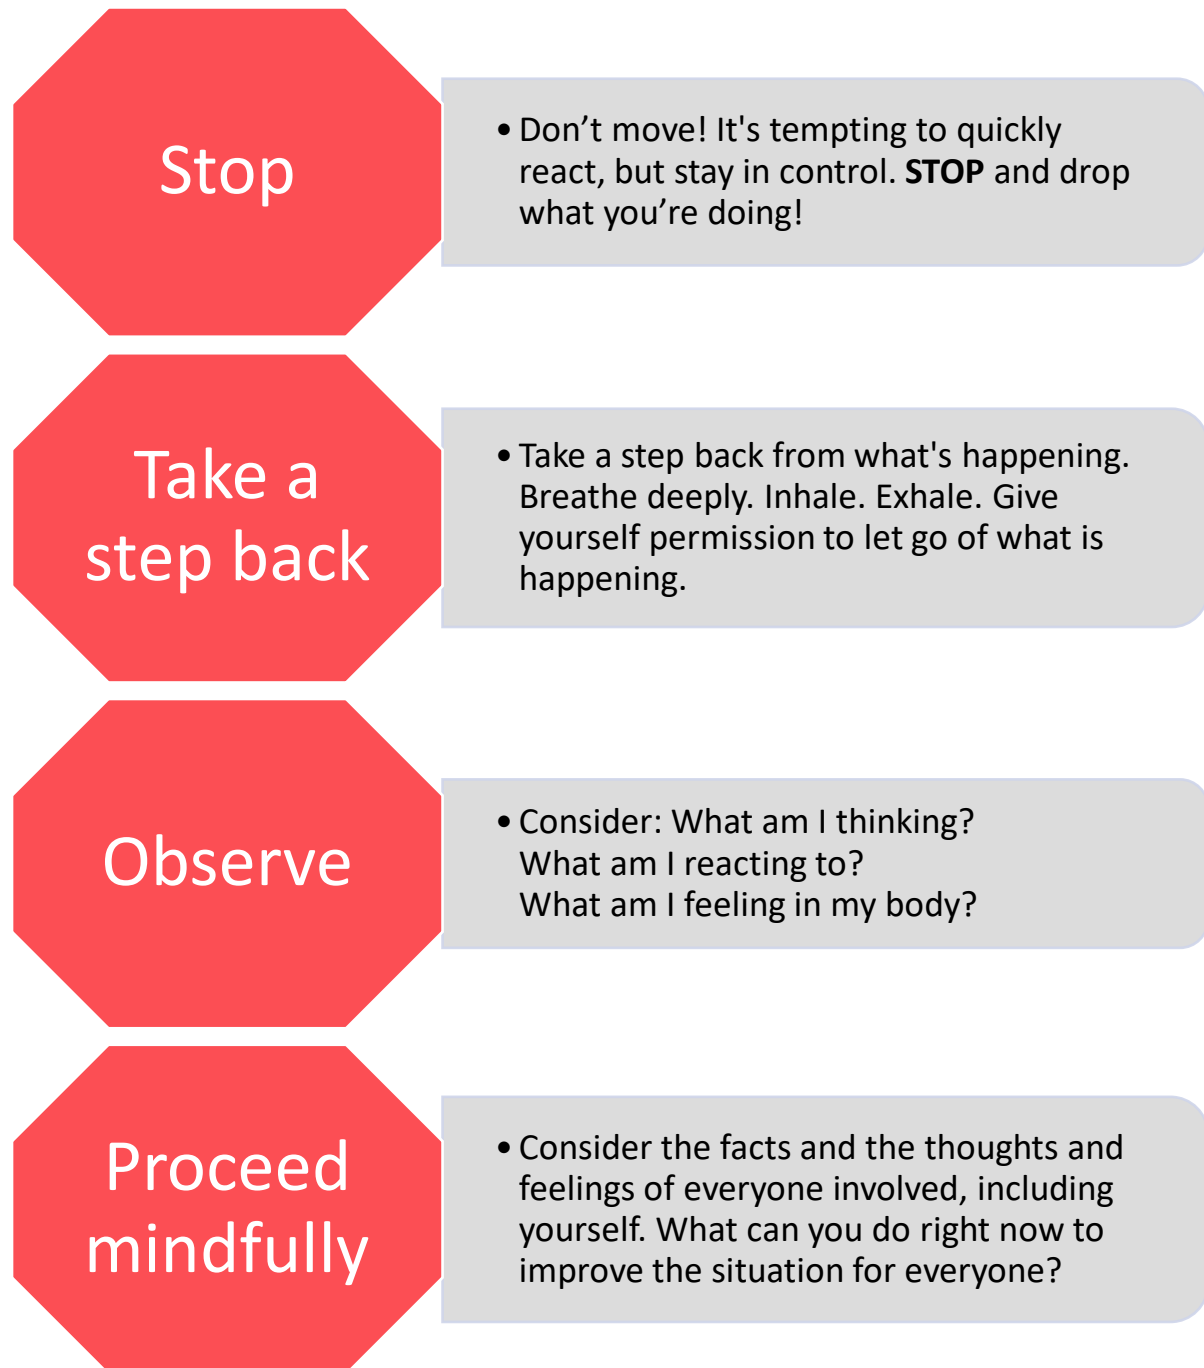 Stop
• Don’t move! It's tempting to quickly
react, but stay in control. STOP and drop
what you’re doing!
Take a
step back
• Take a step back from what's happening.
Breathe deeply. Inhale. Exhale. Give
yourself permission to let go of what is
happening.
Observe
• Consider: What am I thinking?
What am I reacting to?
What am I feeling in my body?
Proceed
mindfully
• Consider the facts and the thoughts and
feelings of everyone involved, including
yourself. What can you do right now to
improve the situation for everyone?